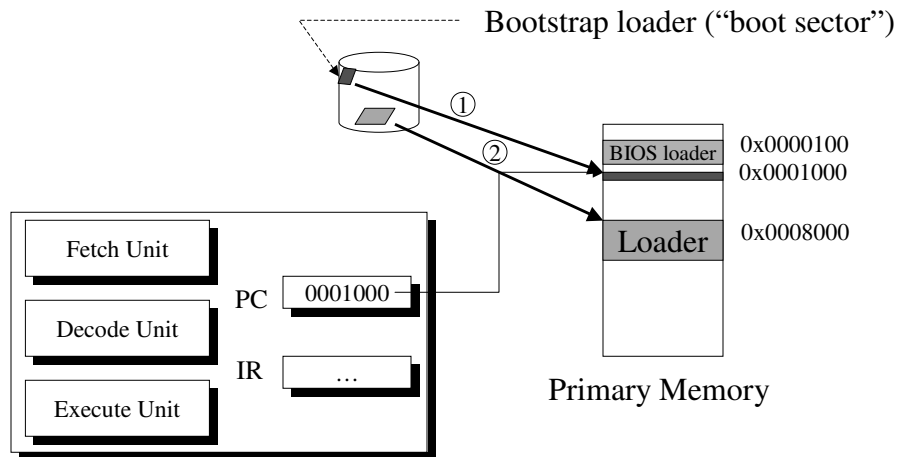 Bootstrap loader (“boot sector”)
①
②
BIOS loader
0x0000100
0x0001000
Loader
0x0008000
Fetch Unit
PC
0001000
Decode Unit
IR
…
Execute Unit
Primary Memory